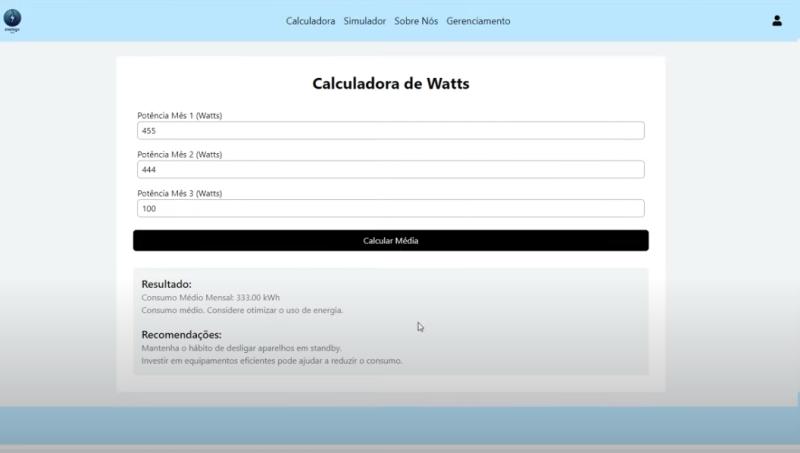 Calculadora Simulador Sobre Nós Gerenciamento
Calculadora de Watts
Potência Mês 1 (Watts)
455
Potência Mês 2 (Watts)
444
Potência Mês 3 (Watts)
100
Calcular Média
Resultado:
Consumo Médio Mensal: 333.00 kWh
Consumo médio. Considere otimizar o uso de energia.
Recomendações:
Mantenha o hábito de desligar aparelhos em standby.
Investir em equipamentos eficientes pode ajudar a reduzir o consumo.